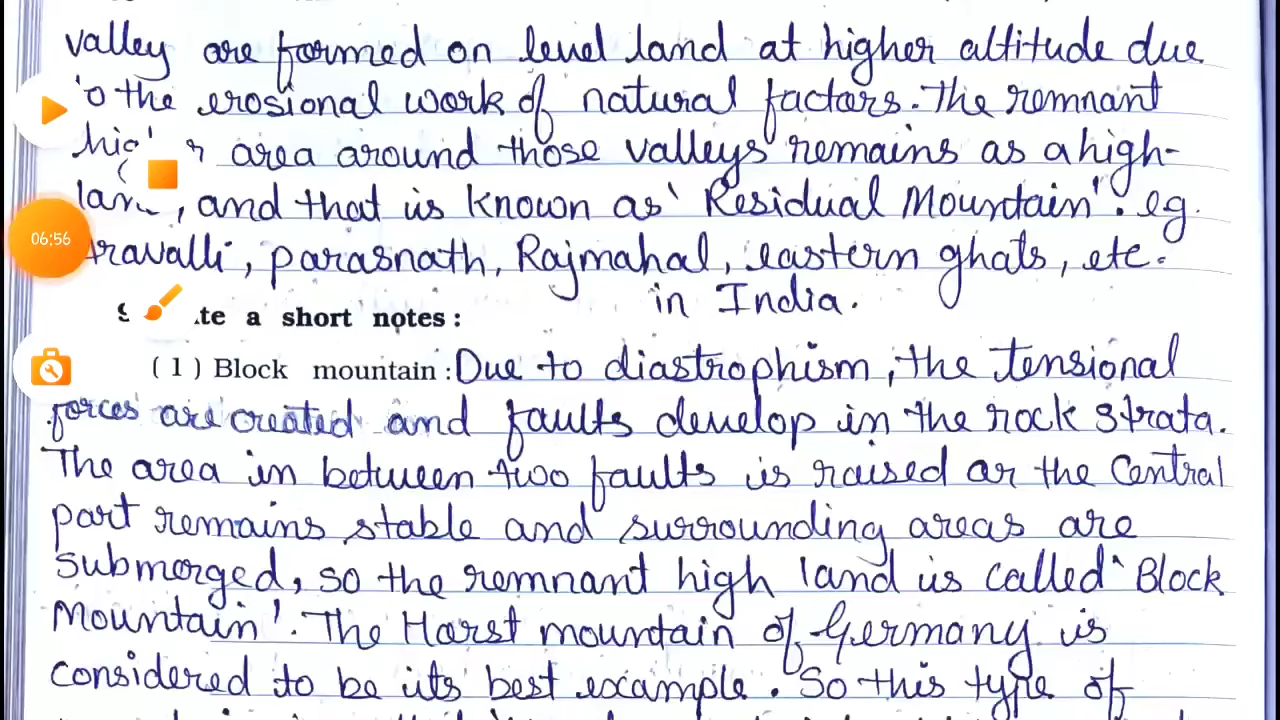 valley are formed on level land at higher altitude due
to the erosional work of natural factors. The remnant
area around those valleys remains as a high-
, and that is known as 'Residual Mountain'. eg.
Aravalli, parasnath, Rajmahal, eastern ghats, etc.
in India.
a short notes :
06:56
( 1 ) Block mountain : Due to diastrophism, the tensional
forces are created and faults develop in the rock strata.
The area in between two faults is raised or the Central
part remains stable and surrounding areas are
submerged, so the remnant high land is called 'Block
Mountain'. The Harst mountain of Germany is
considered to be its best example. So this type of